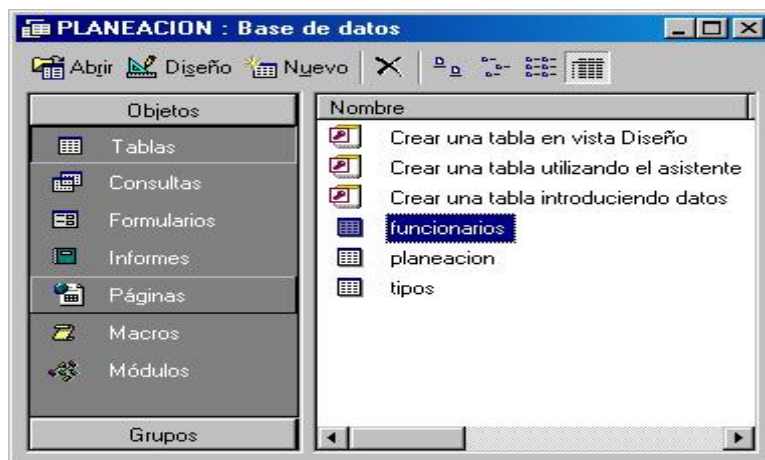 PLANEACION : Base de datos
Abrir Diseño Nuevo
Objetos
Tablas
Consultas
Formularios
Informes
Páginas
Macros
Módulos
Grupos
Nombre
Crear una tabla en vista Diseño
Crear una tabla utilizando el asistente
Crear una tabla introduciendo datos
funcionarios
planeacion
tipos